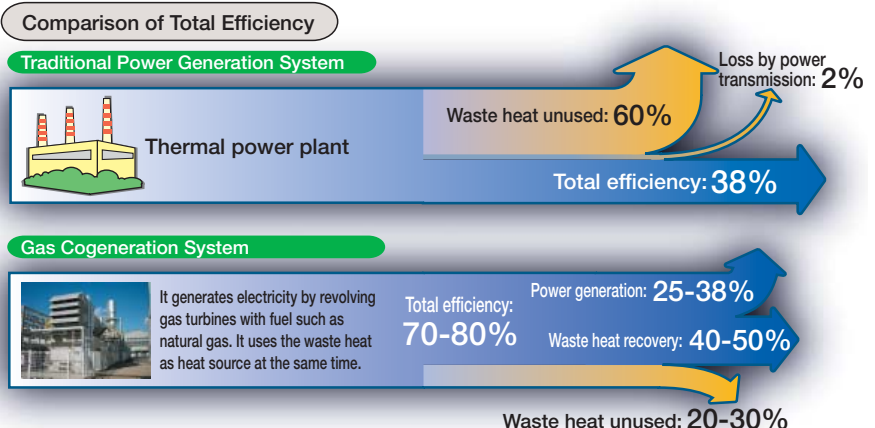 Comparison of Total Efficiency
Traditional Power Generation System
Thermal power plant
Waste heat unused: 60%
Loss by power
transmission: 2%
Total efficiency: 38%
Gas Cogeneration System
It generates electricity by revolving
gas turbines with fuel such as
natural gas. It uses the waste heat
as heat source at the same time.
Total efficiency:
70-80%
Power generation: 25-38%
Waste heat recovery: 40-50%
Waste heat unused: 20-30%